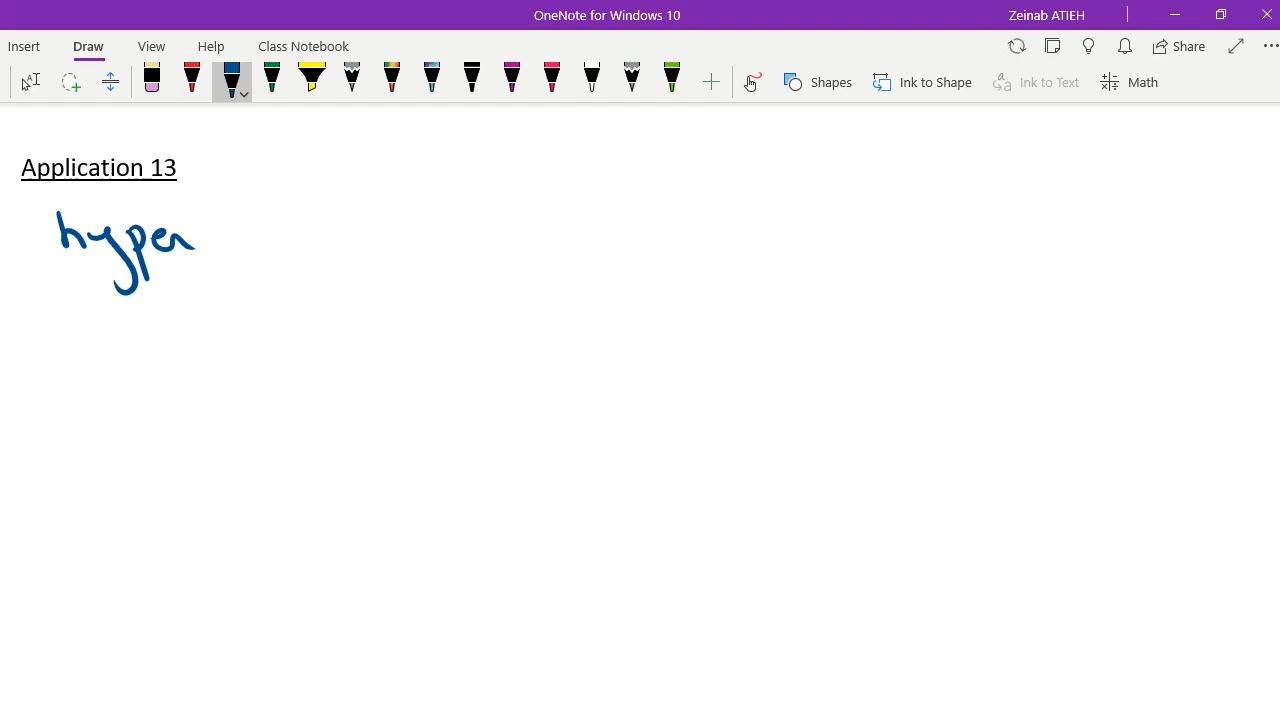 OneNote for Windows 10 Zeinab ATIEH
Insert Draw View Help Class Notebook Share
Shapes Ink to Shape Ink to Text Math
Application 13
hyper